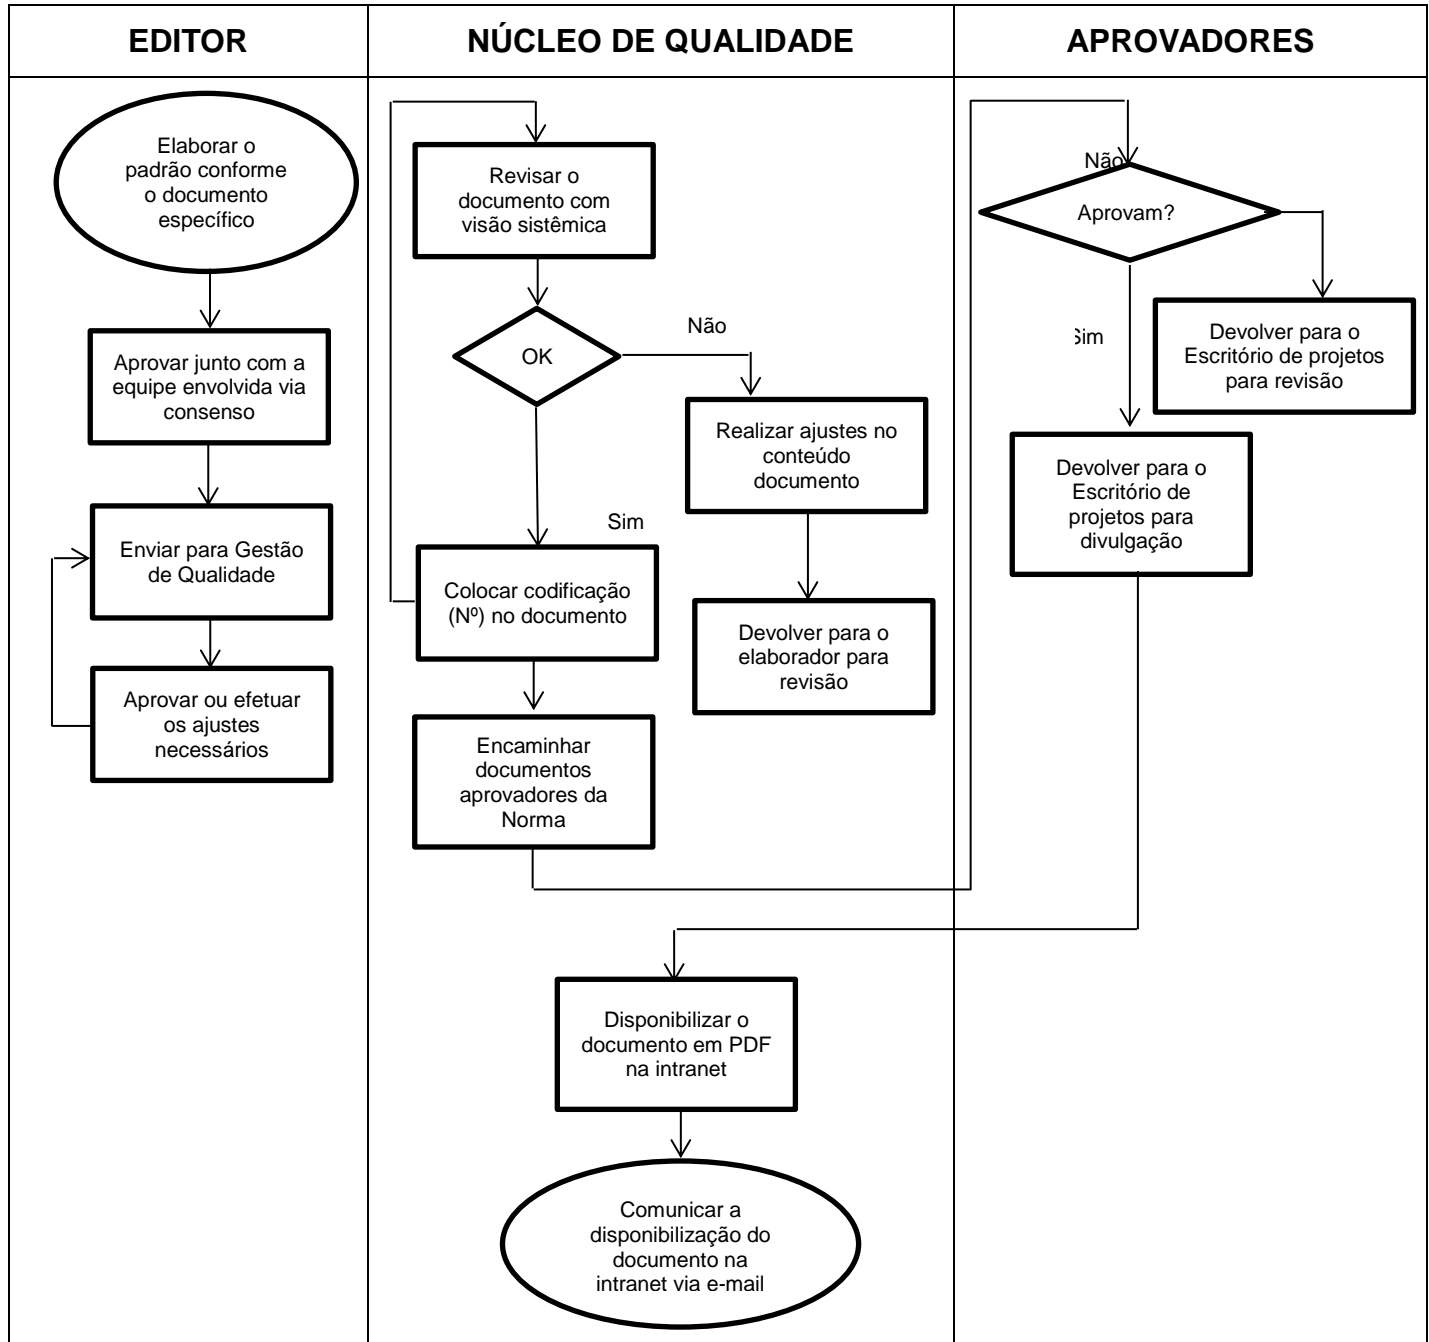 EDITOR
NÚCLEO DE QUALIDADE
APROVADORES
Elaborar o
padrão conforme
o documento
específico
Aprovar junto com a
equipe envolvida via
consenso
Enviar para Gestão
de Qualidade
Aprovar ou efetuar
os ajustes
necessários
Revisar o
documento com
visão sistêmica
OK
Não
Sim
Realizar ajustes no
conteúdo
documento
Colocar codificação
(Nº) no documento
Devolver para o
elaborador para
revisão
Encaminhar
documentos
aprovadores da
Norma
Não
Aprovam?
Sim
Devolver para o
Escritório de projetos
para revisão
Devolver para o
Escritório de
projetos para
divulgação
Disponibilizar o
documento em PDF
na intranet
Comunicar a
disponibilização do
documento na
intranet via e-mail